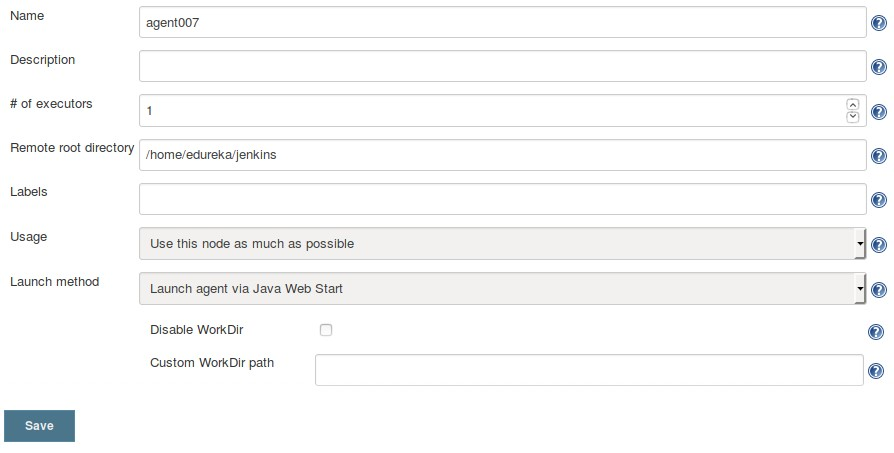 Name
agent007
Description
# of executors
1
Remote root directory
/home/edureka/jenkins
Labels
Usage
Use this node as much as possible
Launch method
Launch agent via Java Web Start
Disable WorkDir
Custom WorkDir path
Save